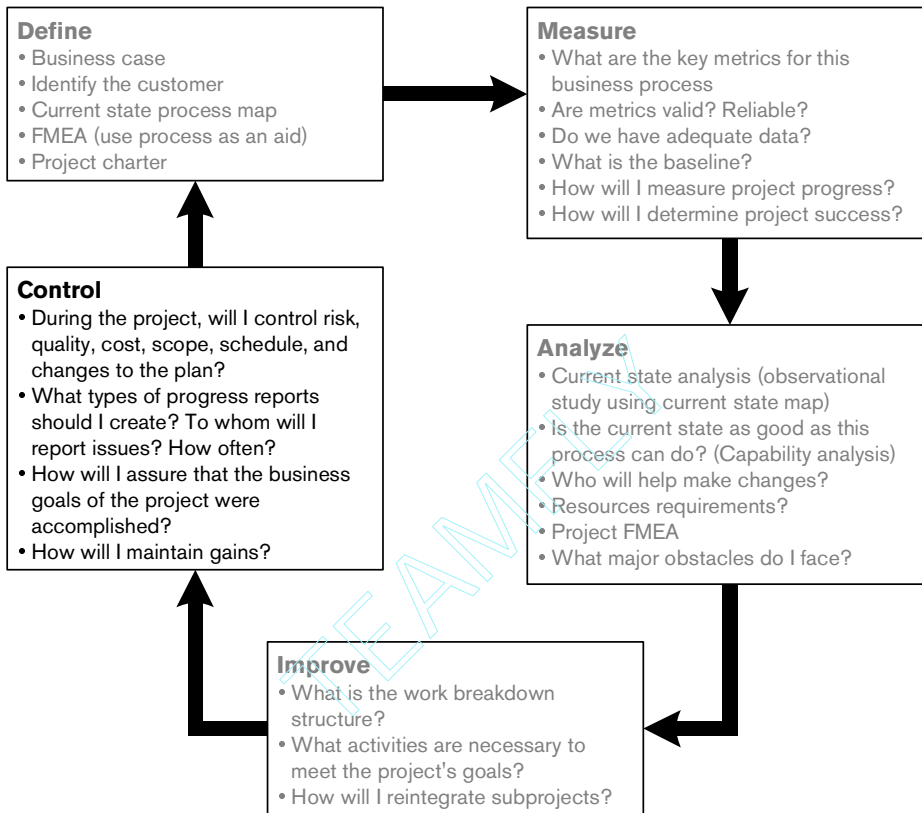 Define
• Business case
• Identify the customer
• Current state process map
• FMEA (use process as an aid)
• Project charter
Measure
• What are the key metrics for this
business process
• Are metrics valid? Reliable?
• Do we have adequate data?
• What is the baseline?
• How will I measure project progress?
• How will I determine project success?
Analyze
• Current state analysis (observational
study using current state map)
• Is the current state as good as this
process can do? (Capability analysis)
• Who will help make changes?
• Resources requirements?
• Project FMEA
• What major obstacles do I face?
Improve
• What is the work breakdown
structure?
• What activities are necessary to
meet the project's goals?
• How will I reintegrate subprojects?
Control
• During the project, will I control risk,
quality, cost, scope, schedule, and
changes to the plan?
• What types of progress reports
should I create? To whom will I
report issues? How often?
• How will I assure that the business
goals of the project were
accomplished?
• How will I maintain gains?
TEAMFLY